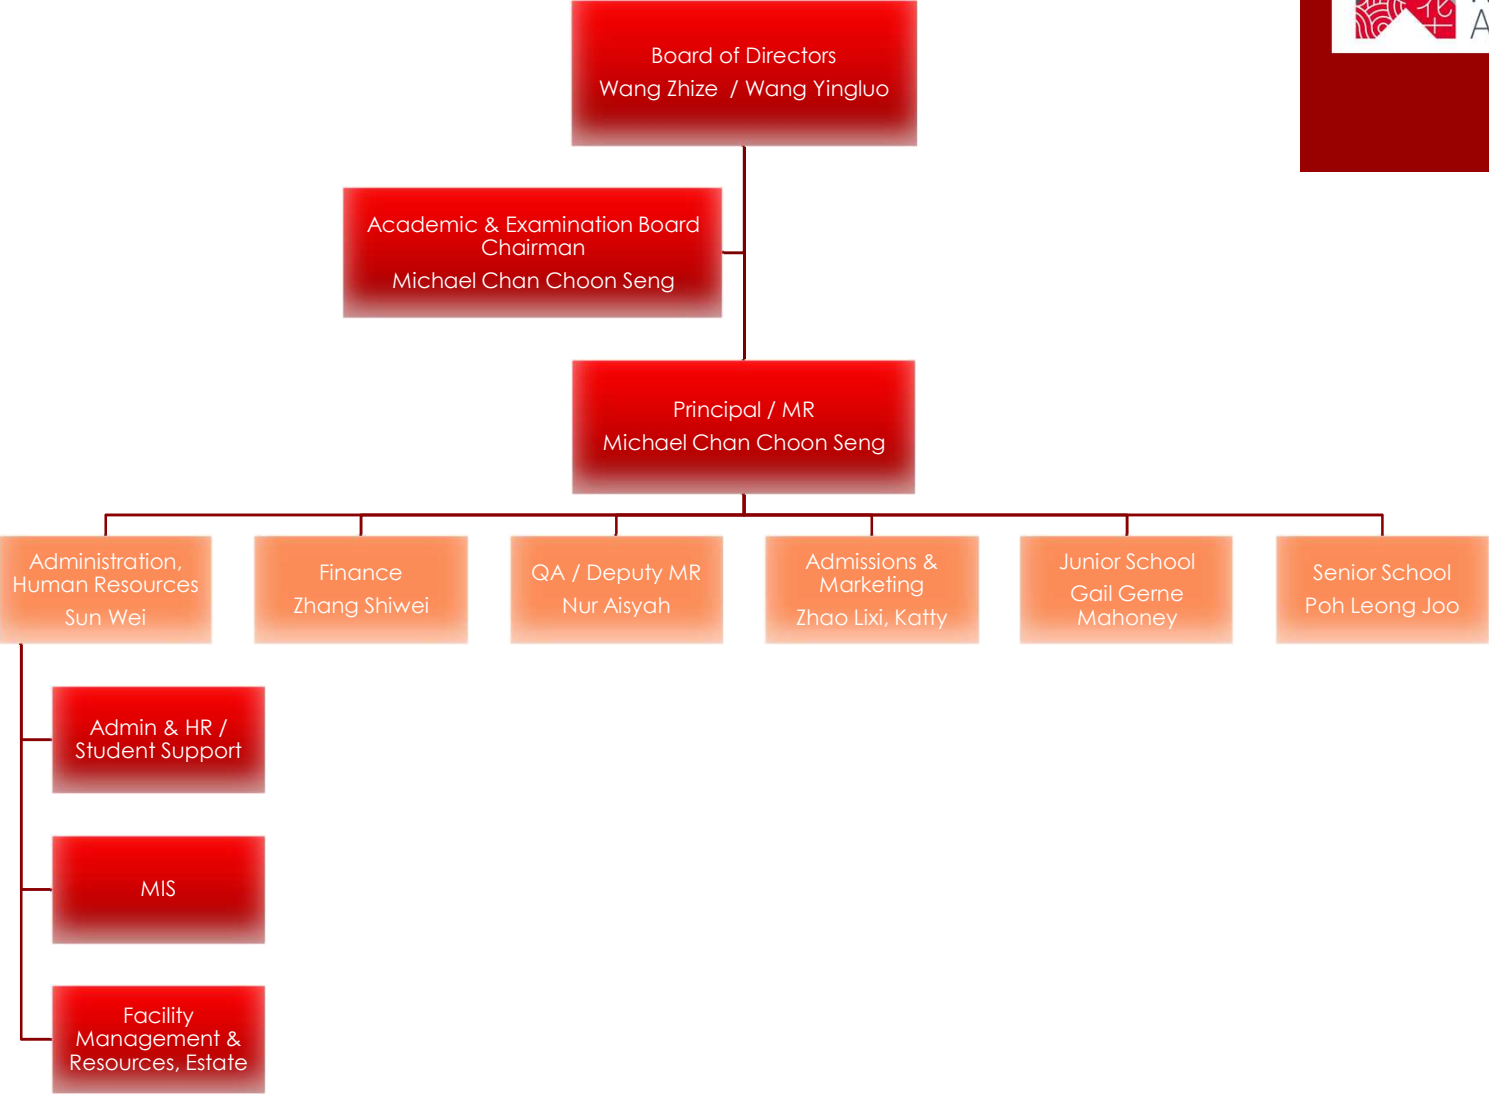 Board of Directors
Wang Zhize / Wang Yingluo
Academic & Examination Board
Chairman
Michael Chan Choon Seng
Principal / MR
Michael Chan Choon Seng
Administration,
Human Resources
Sun Wei
Finance
Zhang Shiwei
QA / Deputy MR
Nur Aisyah
Admissions &
Marketing
Zhao Lixi, Katty
Junior School
Gail Gerne
Mahoney
Senior School
Poh Leong Joo
Admin & HR /
Student Support
MIS
Facility
Management &
Resources, Estate